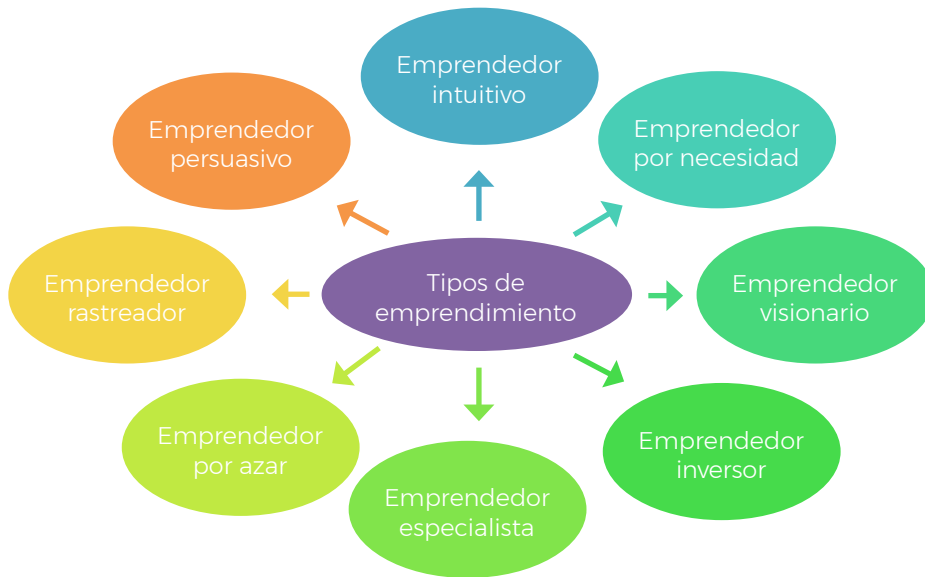 Emprendedor
intuitivo
Emprendedor
por necesidad
Emprendedor
visionario
Emprendedor
inversor
Emprendedor
especialista
Emprendedor
por azar
Emprendedor
rastreador
Emprendedor
persuasivo
Tipos de
emprendimiento